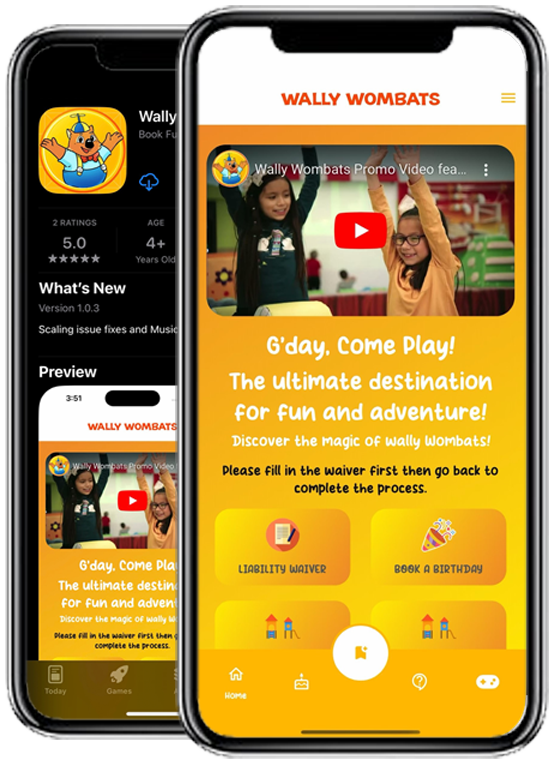 Wally
Book Fu
2 RATINGS
AGE
5.0
4+
Years Old
What's New
Version 1.0.3
Scaling issue fixes and Music
Preview
3:51
WALLY WOMBATS
Wally Wombats Promo Video
G'day, Come Pla
The ultimate destin
for fun and advent
Discover the magic of Wally W
Please fill in the waiver first then go
complete the process.
Today
Games
WALLY WOMBATS
Wally Wombats Promo Video fea...
G'day, Come Play!
The ultimate destination
for fun and adventure!
Discover the magic of Wally Wombats!
Please fill in the waiver first then go back to
complete the process.
LIABILITY WAIVER
BOOK A BIRTHDAY
Home